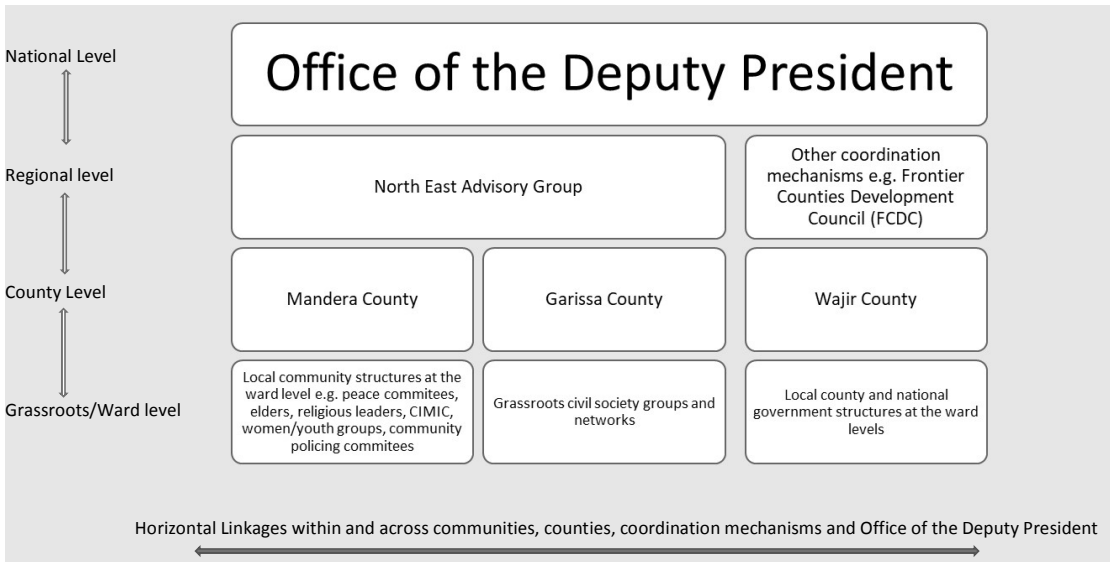 National Level
Office of the Deputy President
Regional level
North East Advisory Group
Other coordination
mechanisms e.g. Frontier
Counties Development
Council (FCDC)
County Level
Mandera County
Garissa County
Wajir County
Grassroots/Ward level
Local community structures at the
ward level e.g. peace commitees,
elders, religious leaders, CIMIC,
women/youth groups, community
policing commitees
Grassroots civil society groups and
networks
Local county and national
government structures at the ward
levels
Horizontal Linkages within and across communities, counties, coordination mechanisms and Office of the Deputy President